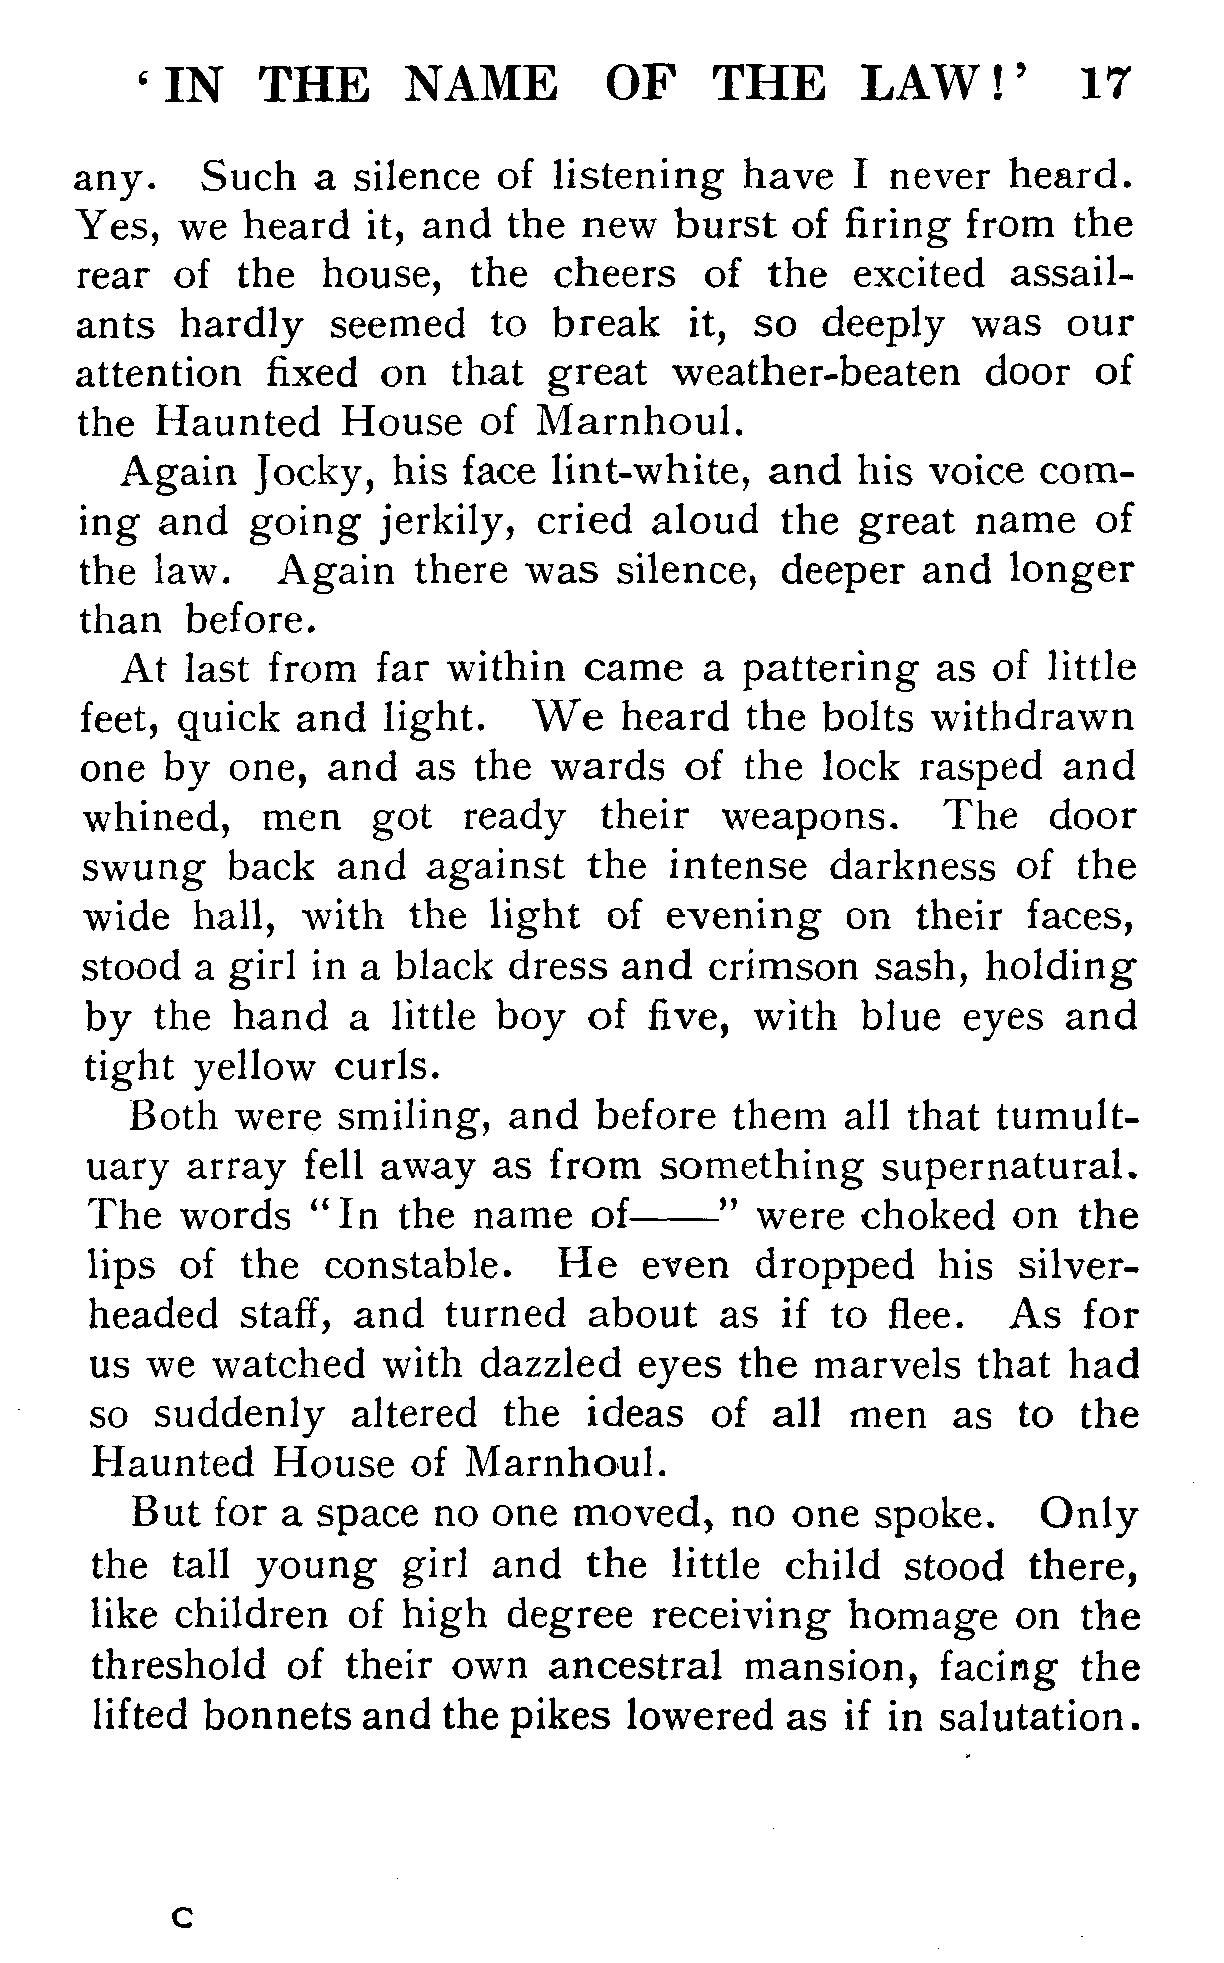 ‘ IN THE NAME OF THE LAW ! ’ 17
any. Such a silence of listening have I never heard.
Yes, we heard it, and the new burst of firing from the
rear of the house, the cheers of the excited assail-
ants hardly seemed to break it, so deeply was our
attention fixed on that great weather-beaten door of
the Haunted House of Marnhoul.
Again Jocky, his face lint-white, and his voice com-
ing and going jerkily, cried aloud the great name of
the law. Again there was silence, deeper and longer
than before.
At last from far within came a pattering as of little
feet, quick and light. We heard the bolts withdrawn
one by one, and as the wards of the lock rasped and
whined, men got ready their weapons. The door
swung back and against the intense darkness of the
wide hall, with the light of evening on their faces,
stood a girl in a black dress and crimson sash, holding
by the hand a little boy of five, with blue eyes and
tight yellow curls.
Both were smiling, and before them all that tumult-
uary array fell away as from something supernatural.
The words “In the name of——” were choked on the
lips of the constable. He even dropped his silver-
headed staff, and turned about as if to flee. As for
us we watched with dazzled eyes the marvels that had
so suddenly altered the ideas of all men as to the
Haunted House of Marnhoul.
But for a space no one moved, no one spoke. Only
the tall young girl and the little child stood there,
like children of high degree receiving homage on the
threshold of their own ancestral mansion, facing the
lifted bonnets and the pikes lowered as if in salutation.
C